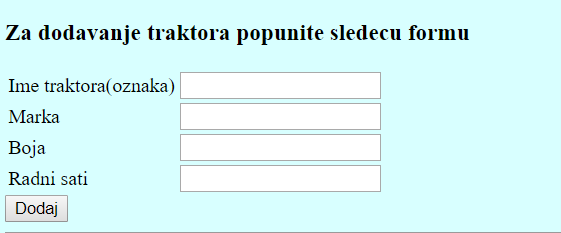 Za dodavanje traktora popunite sledecu formu
Ime traktora(oznaka)
Marka
Boja
Radni sati
Dodaj